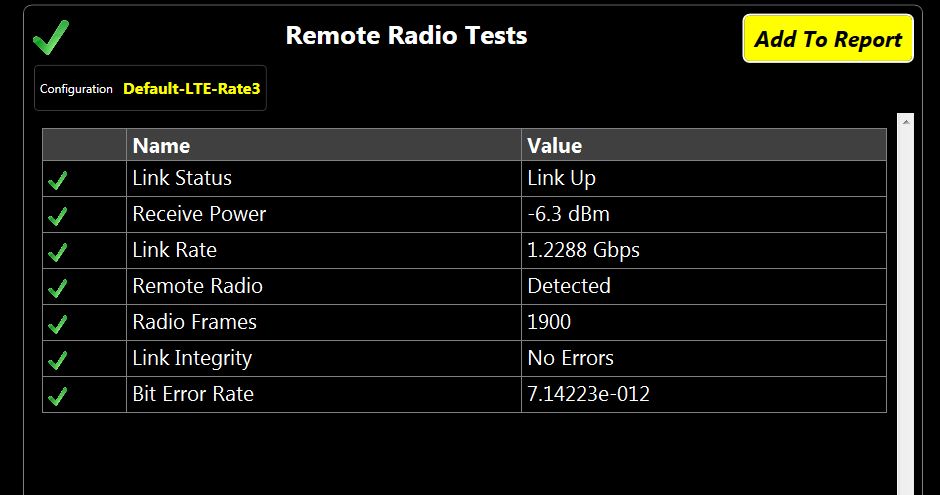 Remote Radio Tests
Add To Report
Configuration Default-LTE-Rate3
Name Value
Link Status Link Up
Receive Power -6.3 dBm
Link Rate 1.2288 Gbps
Remote Radio Detected
Radio Frames 1900
Link Integrity No Errors
Bit Error Rate 7.14223e-012